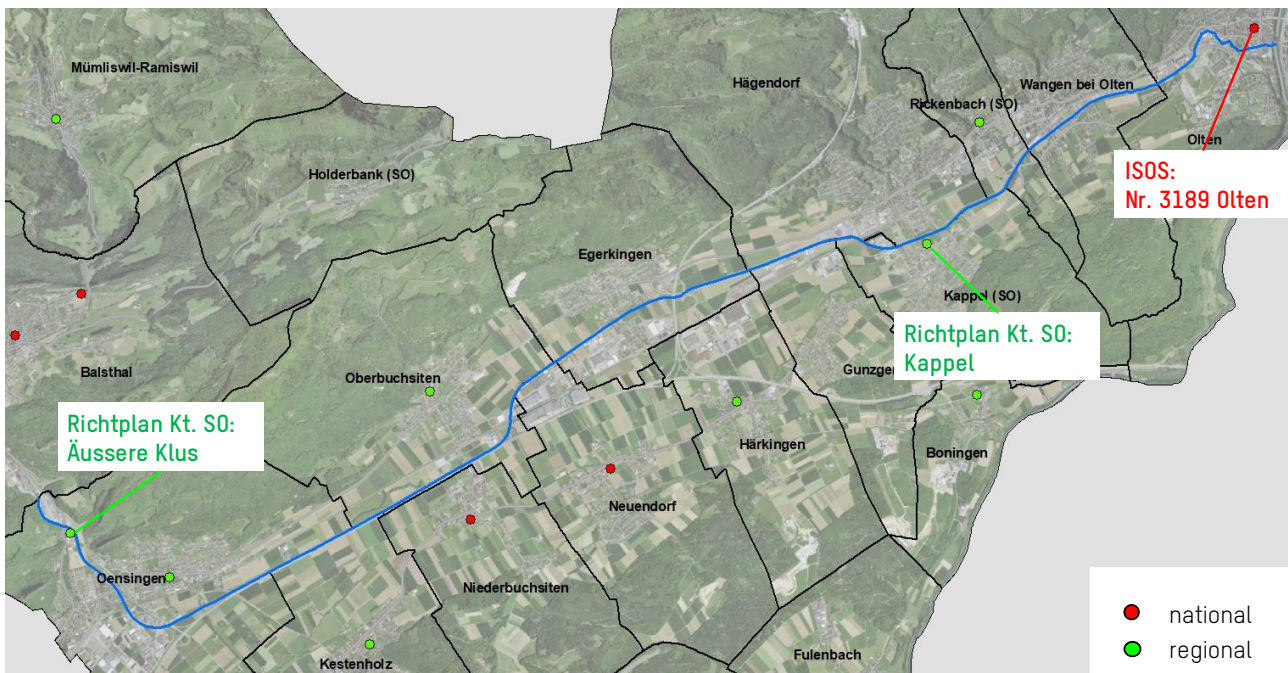 Mümliswil-Ramiswil
Hägendorf
Wangen bei Olten
Rickenbach (SO)
Olten
ISOS:
Nr. 3189 Olten
Holderbank (SO)
Egerkingen
Kappel (SO)
Richtplan Kt. SO:
Kappel
Balsthal
Oberbuchsiten
Gunzgen
Richtplan Kt. SO:
Äussere Klus
Härkingen
Boningen
Neuendorf
Oensingen
Niederbuchsiten
Kestenholz
Fulenbach
national
regional